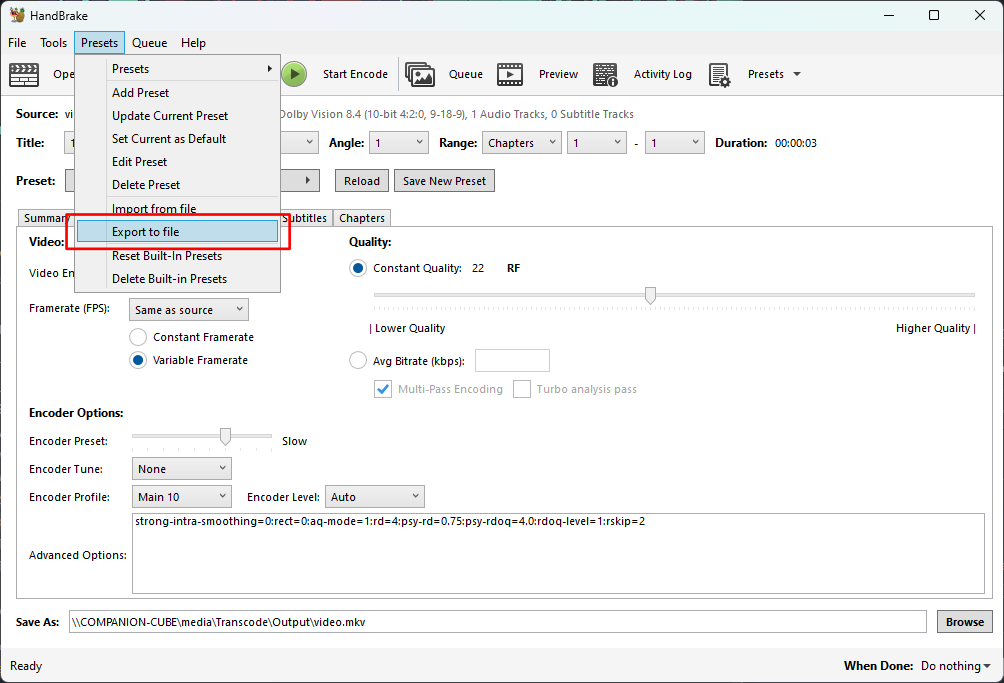 HandBrake
File Tools Presets Queue Help
Ope Start Encode Queue Preview Activity Log Presets
Presets
Add Preset
Update Current Preset
Set Current as Default
Edit Preset
Delete Preset
Import from file
Export to file
Reset Built-In Presets
Delete Built-in Presets
Source: vi Dolby Vision 8.4 (10-bit 4:2:0, 9-18-9), 1 Audio Tracks, 0 Subtitle Tracks
Title: 1 Angle: 1 Range: Chapters 1 - 1 Duration: 00:00:03
Preset: Reload Save New Preset
Summary Subtitles Chapters
Video: Quality:
Video En Constant Quality: 22 RF
Framerate (FPS): Same as source
| Lower Quality Higher Quality |
Constant Framerate
Variable Framerate Avg Bitrate (kbps):
Multi-Pass Encoding Turbo analysis pass
Encoder Options:
Encoder Preset: Slow
Encoder Tune: None
Encoder Profile: Main 10 Encoder Level: Auto
strong-intra-smoothing=0:rect=0:aq-mode=1:rd=4:psy-rd=0.75:psy-rdoq=4.0:rdoq-level=1:rskip=2
Advanced Options:
Save As: \\COMPANION-CUBE\media\Transcode\Output\video.mkv Browse
Ready When Done: Do nothing